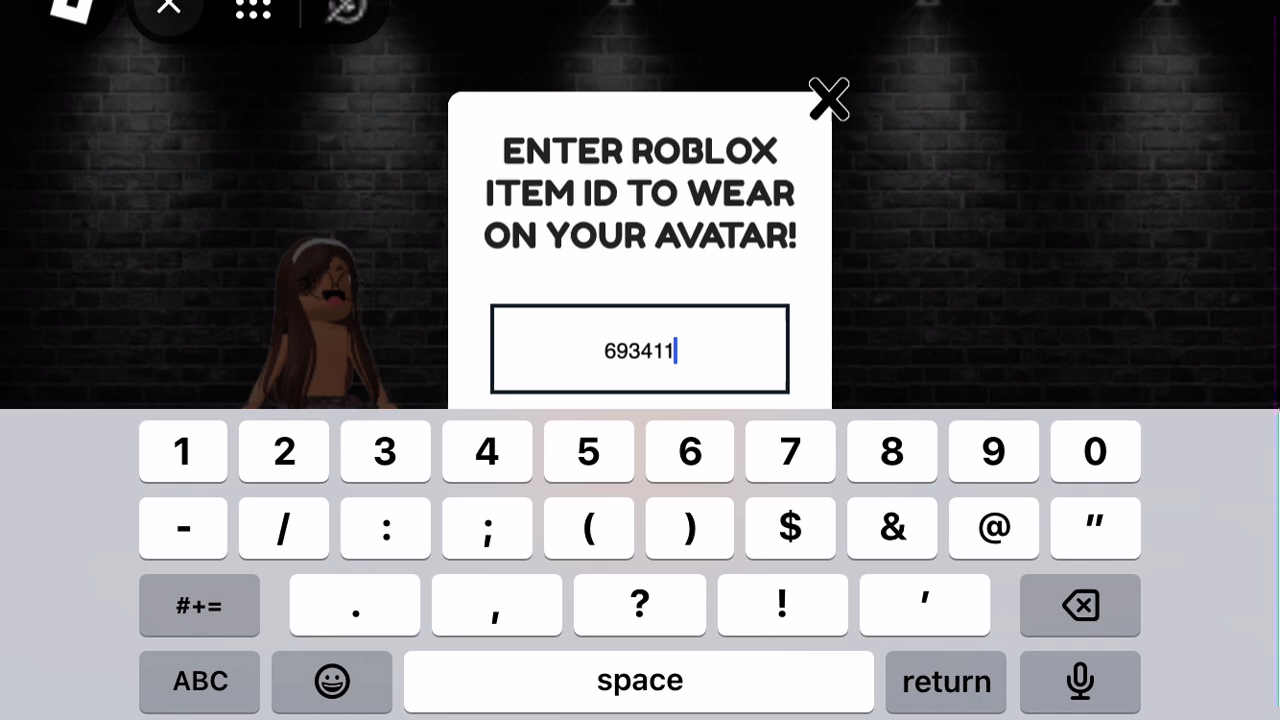 ENTER ROBLOX
ITEM ID TO WEAR
ON YOUR AVATAR!
693411
1 2 3 4 5 6 7 8 9 0
- / : ; ( ) $ & @ "
#+= . , ? ! '
ABC space return